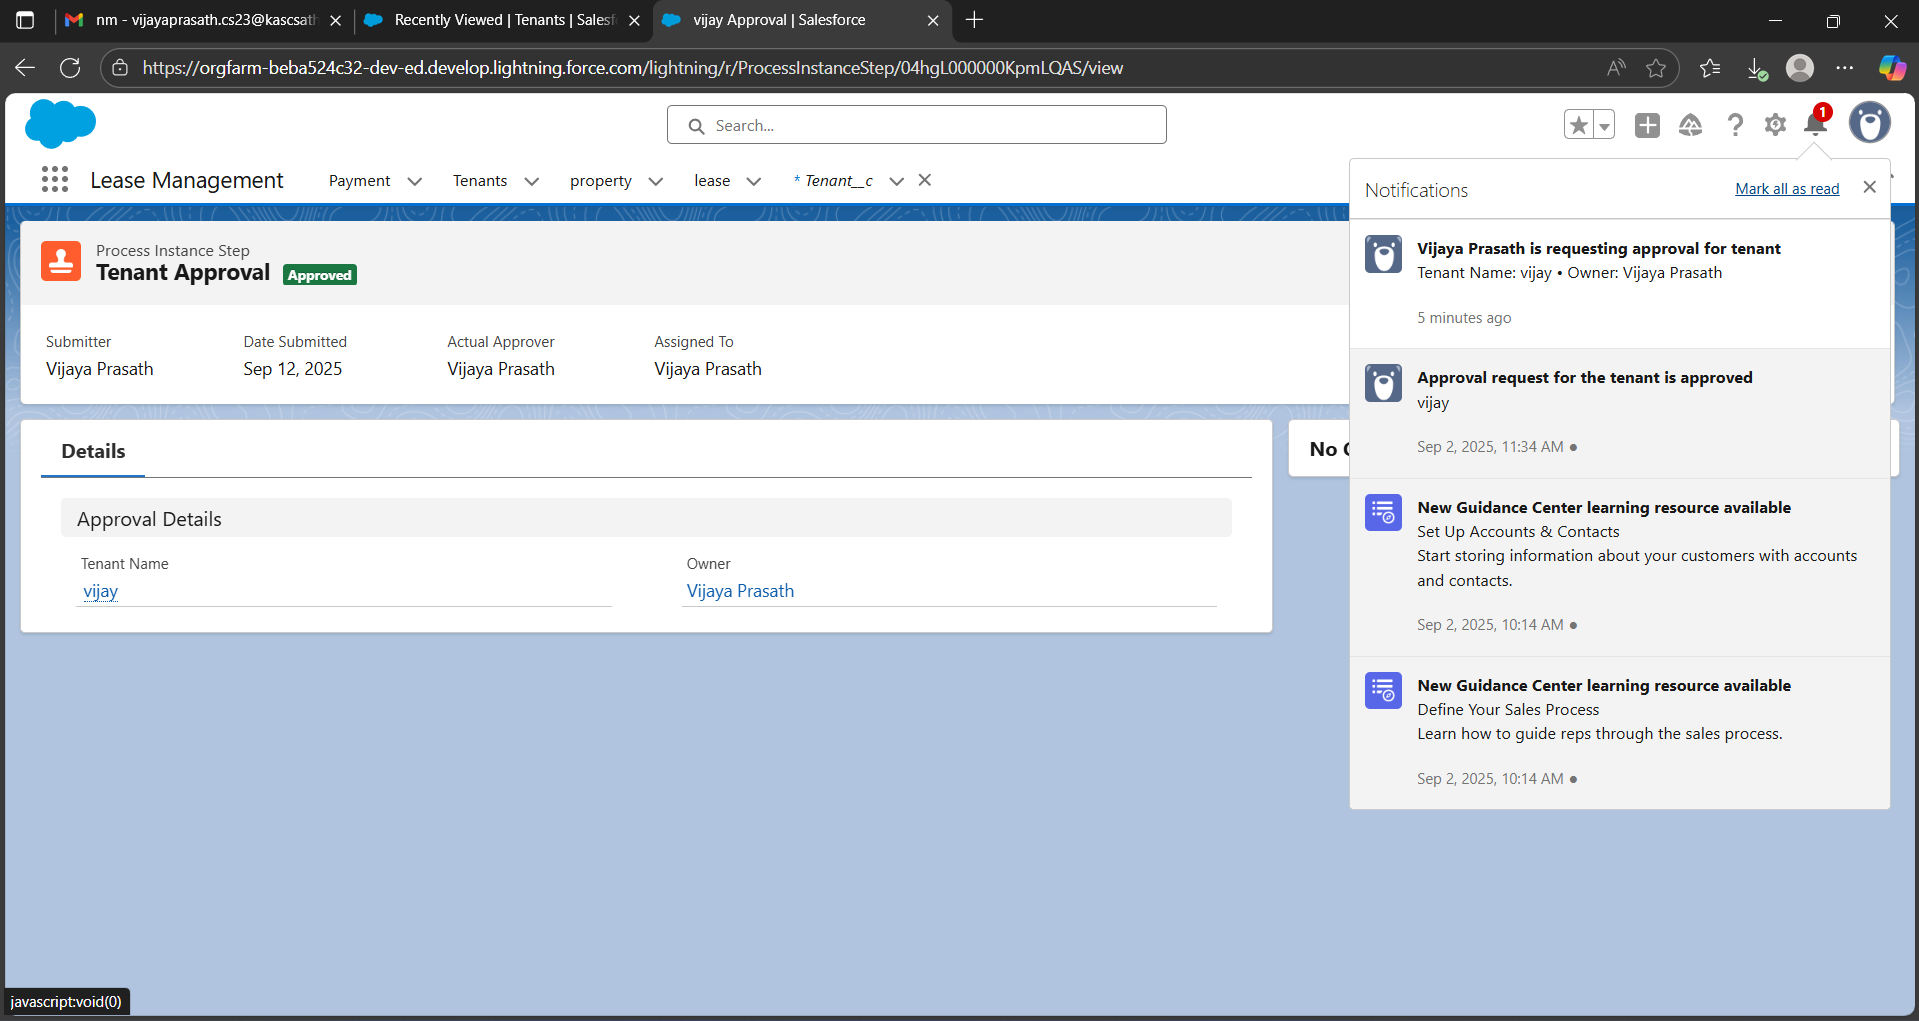 nm - vijayaprasath.cs23@kascsath
Recently Viewed | Tenants | Salesf
vijay Approval | Salesforce
https://orgfarm-beba524c32-dev-ed.develop.lightning.force.com/lightning/r/ProcessInstanceStep/04hgL000000KpmLQAS/view
Search...
1
Lease Management
Payment
Tenants
property
lease
* Tenant__c
Notifications
Mark all as read
Process Instance Step
Tenant Approval
Approved
Submitter
Vijaya Prasath
Date Submitted
Sep 12, 2025
Actual Approver
Vijaya Prasath
Assigned To
Vijaya Prasath
Details
Approval Details
Tenant Name
vijay
Owner
Vijaya Prasath
No
Vijaya Prasath is requesting approval for tenant
Tenant Name: vijay • Owner: Vijaya Prasath
5 minutes ago
Approval request for the tenant is approved
vijay
Sep 2, 2025, 11:34 AM
New Guidance Center learning resource available
Set Up Accounts & Contacts
Start storing information about your customers with accounts
and contacts.
Sep 2, 2025, 10:14 AM
New Guidance Center learning resource available
Define Your Sales Process
Learn how to guide reps through the sales process.
Sep 2, 2025, 10:14 AM
javascript:void(0)